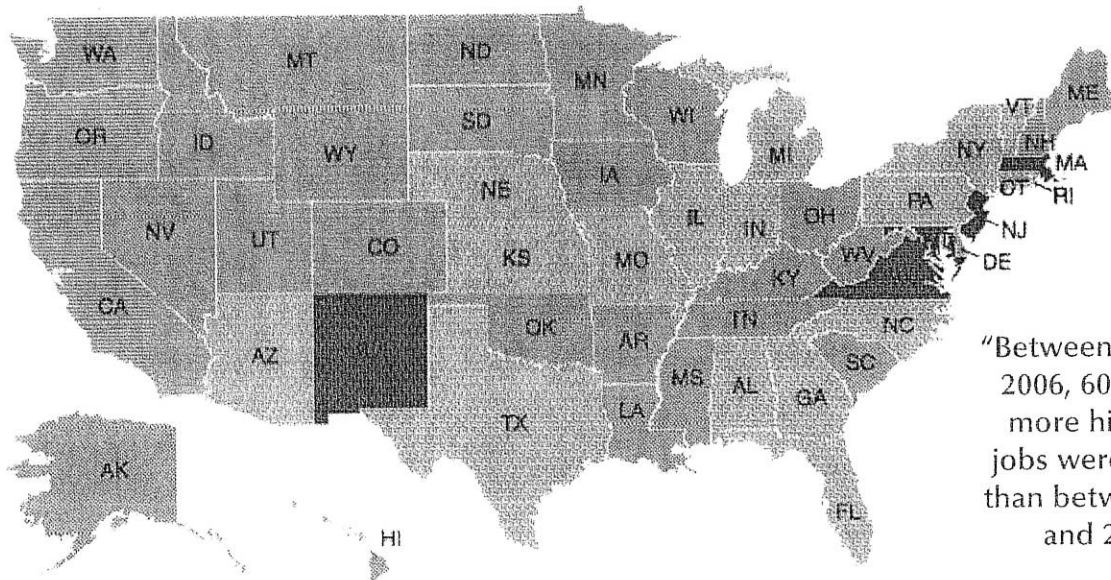 WA
MT
ND
MN
ME
VT
OR
ID
SD
WI
NH
WY
MI
NY
MA
NE
IA
CT
RI
PA
NV
UT
CO
IL
IN
OH
NJ
KS
MO
WV
DE
KY
CA
TN
NC
AZ
OK
AR
SC
MS
AL
GA
TX
LA
AK
FL
HI
"Between
2006, 60
more hi
jobs were
than betw
and 2